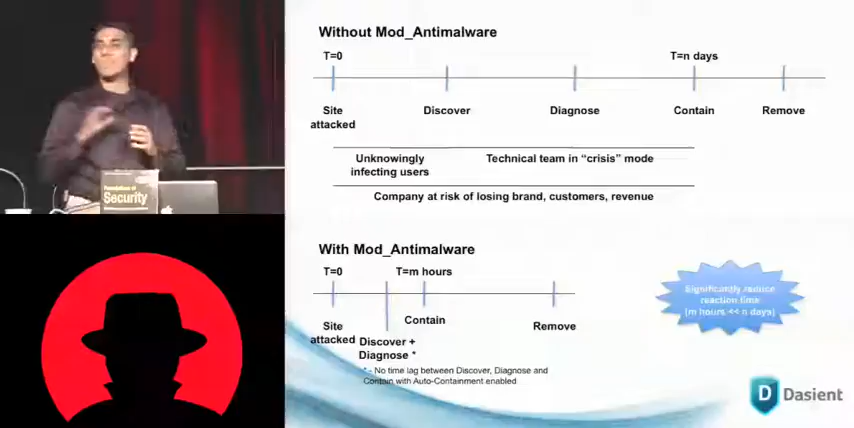 Without Mod_Antimalware
T=0
T=n days
Site
attacked
Discover
Diagnose
Contain
Remove
Unknowingly
infecting users
Technical team in “crisis” mode
Company at risk of losing brand, customers, revenue
Foundations of
Security
With Mod_Antimalware
T=0
T=m hours
Site
attacked
Discover +
Diagnose *
Contain
Remove
* - No time lag between Discover, Diagnose and
Contain with Auto-Containment enabled
Significantly reduce
reaction time
(m hours << n days)
D
Dasient